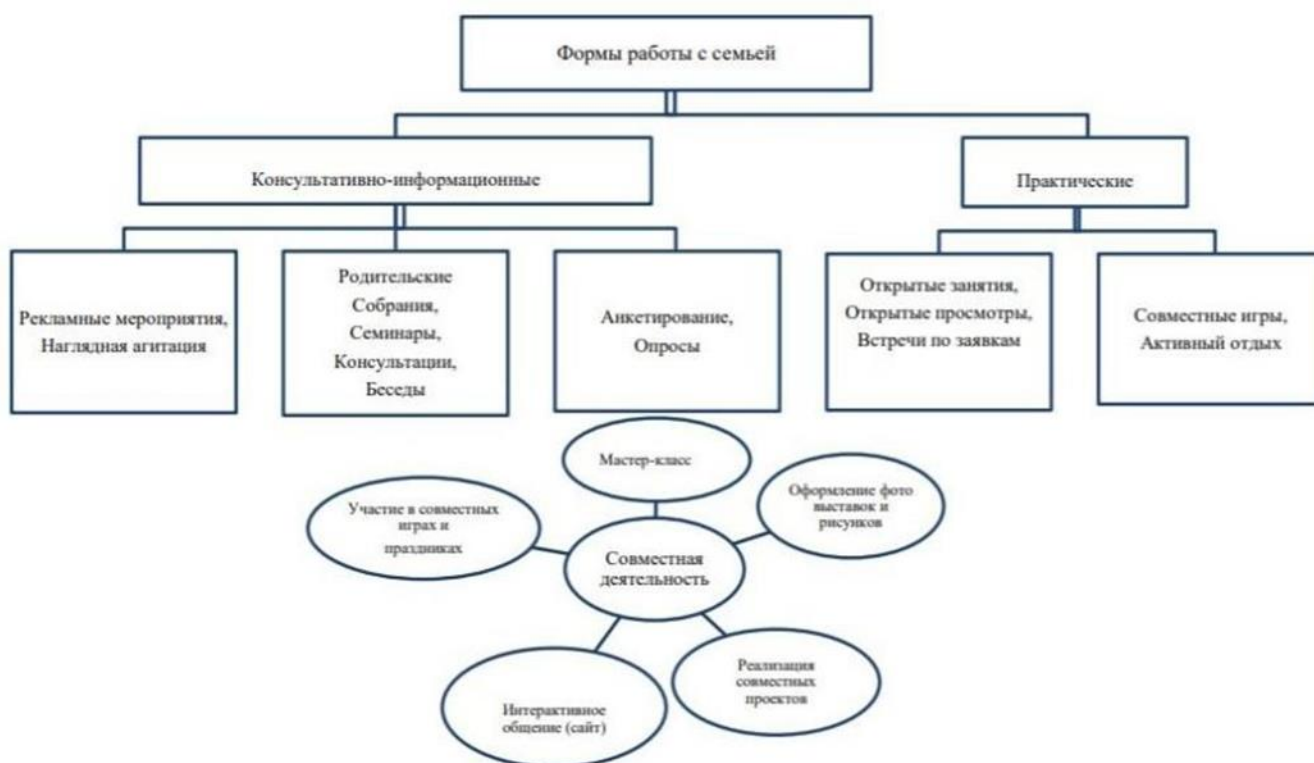 Формы работы с семьей
Консультативно-информационные
Практические
Рекламные мероприятия,
Наглядная агитация
Родительские
Собрания,
Семинары,
Консультации,
Беседы
Анкетирование,
Опросы
Открытые занятия,
Открытые просмотры,
Встречи по заявкам
Совместные игры,
Активный отдых
Мастер-класс
Участие в совместных
играх и
праздниках
Оформление фото
выставок и
рисунков
Совместная
деятельность
Интерактивное
общение (сайт)
Реализация
совместных
проектов